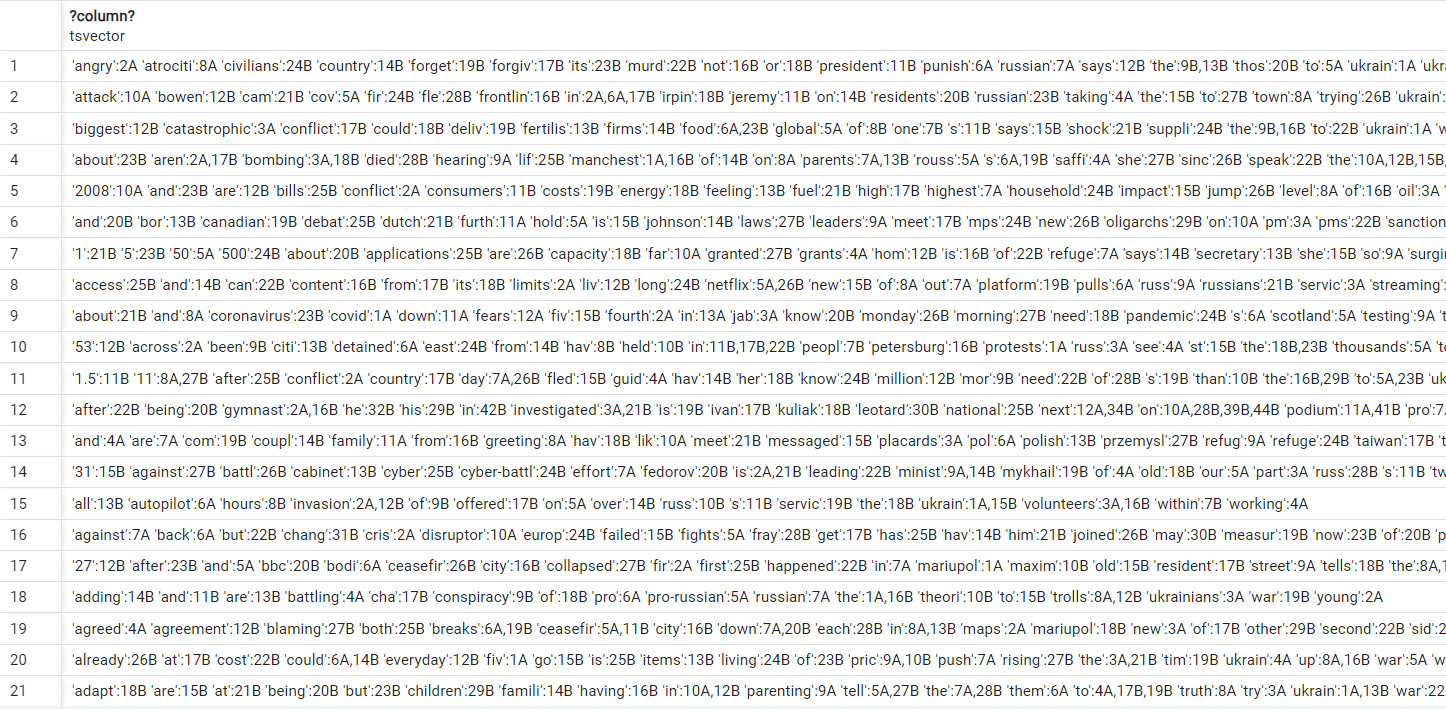 ?column?
tsvector
1 'angry':2A 'atrociti':8A 'civilians':24B 'country':14B 'forget':19B 'forgiv':17B 'its':23B 'murd':22B 'not':16B 'or':18B 'president':11B 'punish':6A 'russian':7A 'says':12B 'the':9B,13B 'thos':20B 'to':5A 'ukrain':1A 'ukr
2 'attack':10A 'bowen':12B 'cam':21B 'cov':5A 'fir':24B 'fle':28B 'frontlin':16B 'in':2A,6A,17B 'irpin':18B 'jeremy':11B 'on':14B 'residents':20B 'russian':23B 'taking':4A 'the':15B 'to':27B 'town':8A 'trying':26B 'ukrain':
3 'biggest':12B 'catastrophic':3A 'conflict':17B 'could':18B 'deliv':19B 'fertilis':13B 'firms':14B 'food':6A,23B 'global':5A 'of':8B 'one':7B 's':11B 'says':15B 'shock':21B 'suppli':24B 'the':9B,16B 'to':22B 'ukrain':1A 'w
4 'about':23B 'aren':2A,17B 'bombing':3A,18B 'died':28B 'hearing':9A 'lif':25B 'manchest':1A,16B 'of':14B 'on':8A 'parents':7A,13B 'rouss':5A 's':6A,19B 'saffi':4A 'she':27B 'sinc':26B 'speak':22B 'the':10A,12B,15B,
5 '2008':10A 'and':23B 'are':12B 'bills':25B 'conflict':2A 'consumers':11B 'costs':19B 'energy':18B 'feeling':13B 'fuel':21B 'high':17B 'highest':7A 'household':24B 'impact':15B 'jump':26B 'level':8A 'of':16B 'oil':3A
6 'and':20B 'bor':13B 'canadian':19B 'debat':25B 'dutch':21B 'furth':11A 'hold':5A 'is':15B 'johnson':14B 'laws':27B 'leaders':9A 'meet':17B 'mps':24B 'new':26B 'oligarchs':29B 'on':10A 'pm':3A 'pms':22B 'sanction
7 '1':21B '5':23B '50':5A '500':24B 'about':20B 'applications':25B 'are':26B 'capacity':18B 'far':10A 'granted':27B 'grants':4A 'hom':12B 'is':16B 'of':22B 'refuge':7A 'says':14B 'secretary':13B 'she':15B 'so':9A 'surgi
8 'access':25B 'and':14B 'can':22B 'content':16B 'from':17B 'its':18B 'limits':2A 'liv':12B 'long':24B 'netflix':5A,26B 'new':15B 'of':8A 'out':7A 'platform':19B 'pulls':6A 'russ':9A 'russians':21B 'servic':3A 'streaming':
9 'about':21B 'and':8A 'coronavirus':23B 'covid':1A 'down':11A 'fears':12A 'fiv':15B 'fourth':2A 'in':13A 'jab':3A 'know':20B 'monday':26B 'morning':27B 'need':18B 'pandemic':24B 's':6A 'scotland':5A 'testing':9A 't
10 '53':12B 'across':2A 'been':9B 'citi':13B 'detained':6A 'east':24B 'from':14B 'hav':8B 'held':10B 'in':11B,17B,22B 'peopl':7B 'petersburg':16B 'protests':1A 'russ':3A 'see':4A 'st':15B 'the':18B,23B 'thousands':5A 't
11 '1.5':11B '11':8A,27B 'after':25B 'conflict':2A 'country':17B 'day':7A,26B 'fled':15B 'guid':4A 'hav':14B 'her':18B 'know':24B 'million':12B 'mor':9B 'need':22B 'of':28B 's':19B 'than':10B 'the':16B,29B 'to':5A,23B 'uk
12 'after':22B 'being':20B 'gymnast':2A,16B 'he':32B 'his':29B 'in':42B 'investigated':3A,21B 'is':19B 'ivan':17B 'kuliak':18B 'leotard':30B 'national':25B 'next':12A,34B 'on':10A,28B,39B,44B 'podium':11A,41B 'pro':7
13 'and':4A 'are':7A 'com':19B 'coupl':14B 'family':11A 'from':16B 'greeting':8A 'hav':18B 'lik':10A 'meet':21B 'messaged':15B 'placards':3A 'pol':6A 'polish':13B 'przemysl':27B 'refug':9A 'refuge':24B 'taiwan':17B 't
14 '31':15B 'against':27B 'battl':26B 'cabinet':13B 'cyber':25B 'cyber-battl':24B 'effort':7A 'fedorov':20B 'is':2A,21B 'leading':22B 'minist':9A,14B 'mykhail':19B 'of':4A 'old':18B 'our':5A 'part':3A 'russ':28B 's':11B 'tw
15 'all':13B 'autopilot':6A 'hours':8B 'invasion':2A,12B 'of':9B 'offered':17B 'on':5A 'over':14B 'russ':10B 's':11B 'servic':19B 'the':18B 'ukrain':1A,15B 'volunteers':3A,16B 'within':7B 'working':4A
16 'against':7A 'back':6A 'but':22B 'chang':31B 'cris':2A 'disruptor':10A 'europ':24B 'failed':15B 'fights':5A 'fray':28B 'get':17B 'has':25B 'hav':14B 'him':21B 'joined':26B 'may':30B 'measur':19B 'now':23B 'of':20B 'p
17 '27':12B 'after':23B 'and':5A 'bbc':20B 'bodi':6A 'ceasefir':26B 'city':16B 'collapsed':27B 'fir':2A 'first':25B 'happened':22B 'in':7A 'mariupol':1A 'maxim':10B 'old':15B 'resident':17B 'street':9A 'tells':18B 'the':8A,1
18 'adding':14B 'and':11B 'are':13B 'battling':4A 'cha':17B 'conspiracy':9B 'of':18B 'pro':6A 'pro-russian':5A 'russian':7A 'the':1A,16B 'theori':10B 'to':15B 'trolls':8A,12B 'ukrainians':3A 'war':19B 'young':2A
19 'agreed':4A 'agreement':12B 'blaming':27B 'both':25B 'breaks':6A,19B 'ceasefir':5A,11B 'city':16B 'down':7A,20B 'each':28B 'in':8A,13B 'maps':2A 'mariupol':18B 'new':3A 'of':17B 'other':29B 'second':22B 'sid':2
20 'already':26B 'at':17B 'cost':22B 'could':6A,14B 'everyday':12B 'fiv':1A 'go':15B 'is':25B 'items':13B 'living':24B 'of':23B 'pric':9A,10B 'push':7A 'rising':27B 'the':3A,21B 'tim':19B 'ukrain':4A 'up':8A,16B 'war':5A 'w
21 'adapt':18B 'are':15B 'at':21B 'being':20B 'but':23B 'children':29B 'famili':14B 'having':16B 'in':10A,12B 'parenting':9A 'tell':5A,27B 'the':7A,28B 'them':6A 'to':4A,17B,19B 'truth':8A 'try':3A 'ukrain':1A,13B 'war':22